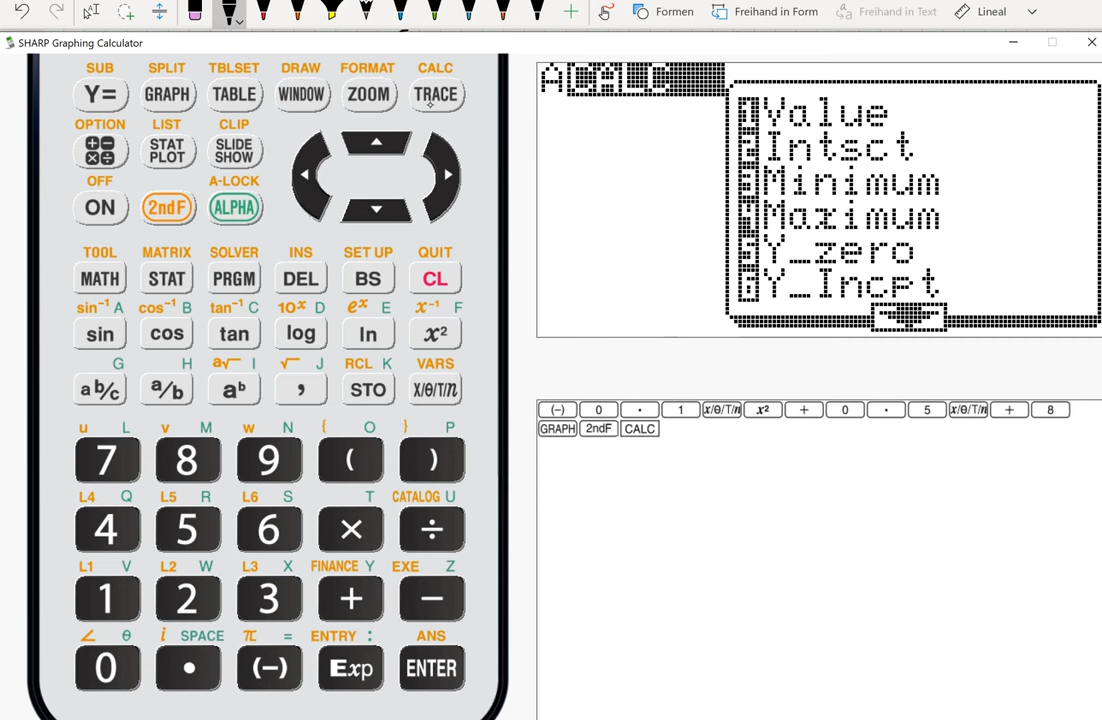 Formen Freihand in Form Freihand in Text Lineal
SHARP Graphing Calculator
SUB SPLIT TBLSET DRAW FORMAT CALC
Y= GRAPH TABLE WINDOW ZOOM TRACE
OPTION LIST CLIP
+ − × ÷ STAT PLOT SLIDE SHOW
OFF A-LOCK
ON 2ndF ALPHA
TOOL MATRIX SOLVER INS SET UP QUIT
MATH STAT PRGM DEL BS CL
sin⁻¹ A cos⁻¹ B tan⁻¹ C 10ˣ D eˣ E x⁻¹ F
sin cos tan log ln x²
G H a√ I √ J RCL K VARS
a b/c a/b aᵇ , STO X/θ/T/n
u L v M w N { O } P
7 8 9 ( )
L4 Q L5 R L6 S T CATALOG U
4 5 6 × ÷
L1 V L2 W L3 X FINANCE Y EXE Z
1 2 3 + −
∠ θ i SPACE π = ENTRY : ANS
0 • (−) Exp ENTER
A CALC
1 Value
2 Intsct
3 Minimum
4 Maximum
5 Y_zero
6 Y_Incpt
(−) 0 • 1 X/θ/T/n x² + 0 • 5 X/θ/T/n + 8
GRAPH 2ndF CALC